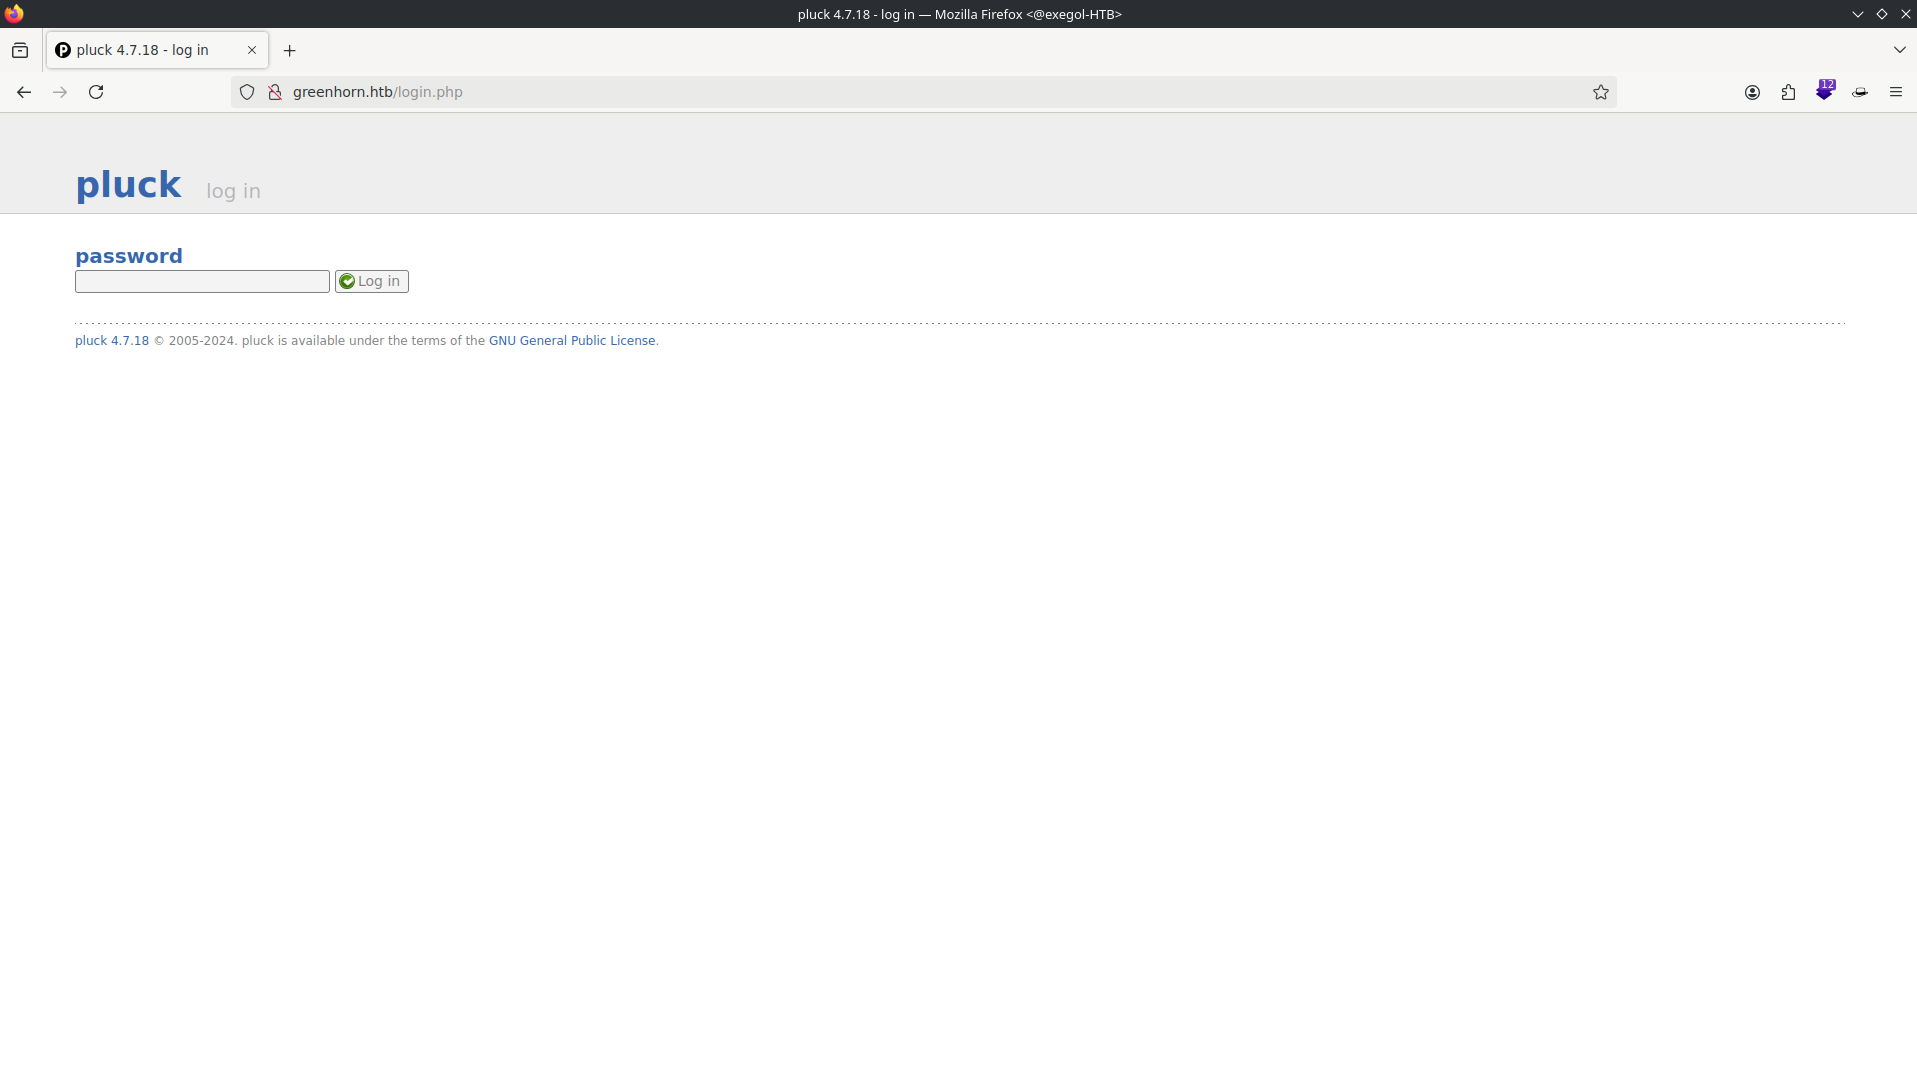 pluck 4.7.18 - log in — Mozilla Firefox <@exegol-HTB>
pluck 4.7.18 - log in
greenhorn.htb/login.php
12
pluck log in
password
Log in
pluck 4.7.18 © 2005-2024. pluck is available under the terms of the GNU General Public License.